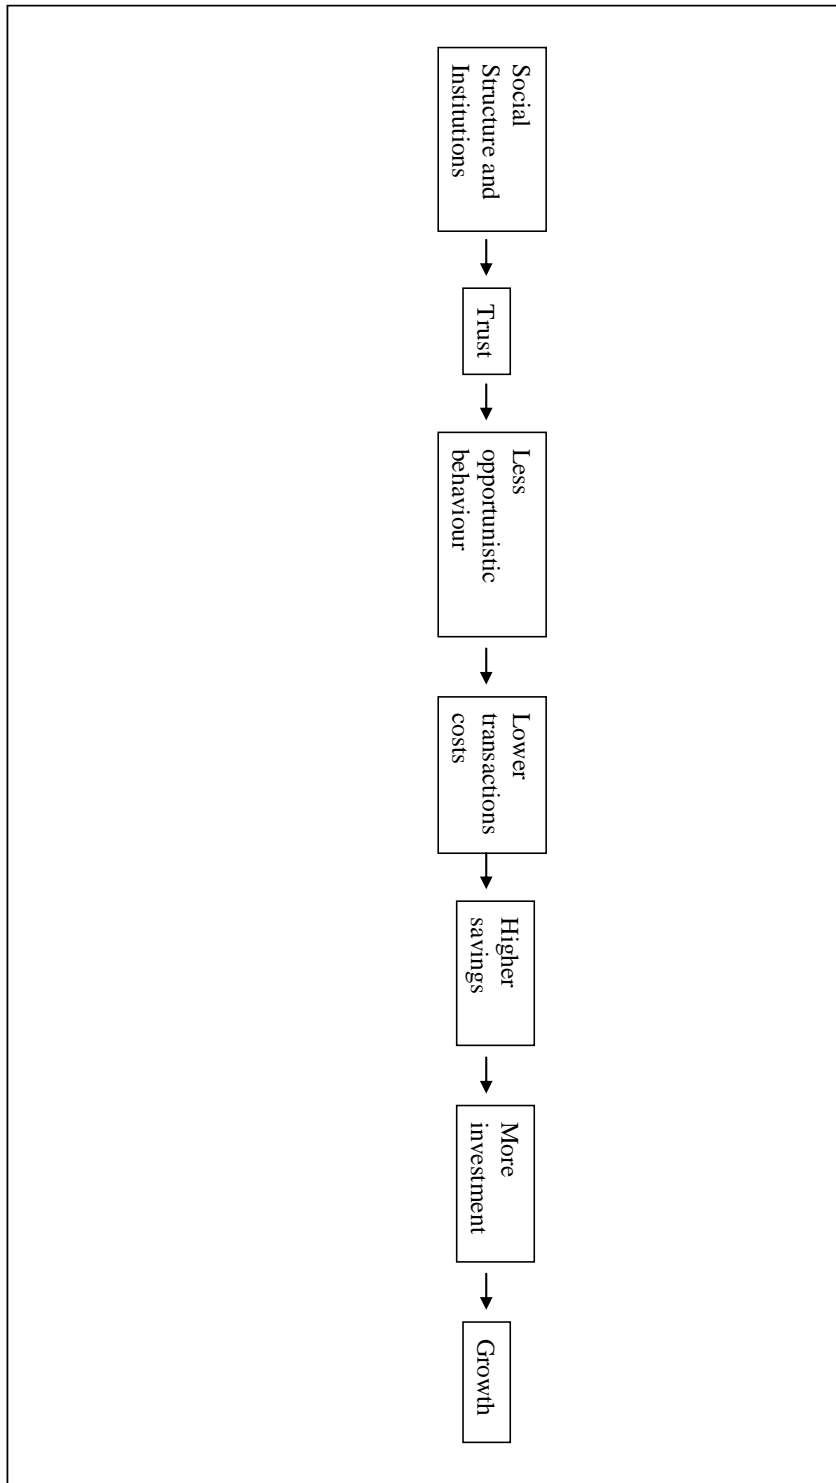 Social
Structure and
Institutions
Trust
Less
opportunistic
behaviour
Lower
transactions
costs
Higher
savings
More
investment
Growth